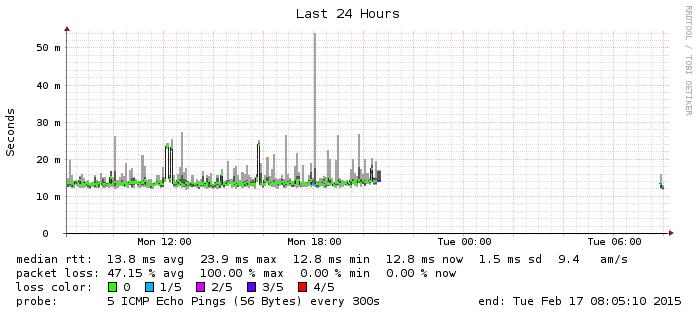 Last 24 Hours
RRDTOOL / TOBI OETIKER
Seconds
50 m
40 m
30 m
20 m
10 m
0
Mon 12:00 Mon 18:00 Tue 00:00 Tue 06:00
median rtt: 13.8 ms avg 23.9 ms max 12.8 ms min 12.8 ms now 1.5 ms sd 9.4 am/s
packet loss: 47.15 % avg 100.00 % max 0.00 % min 0.00 % now
loss color: 0 1/5 2/5 3/5 4/5
probe: 5 ICMP Echo Pings (56 Bytes) every 300s end: Tue Feb 17 08:05:10 2015